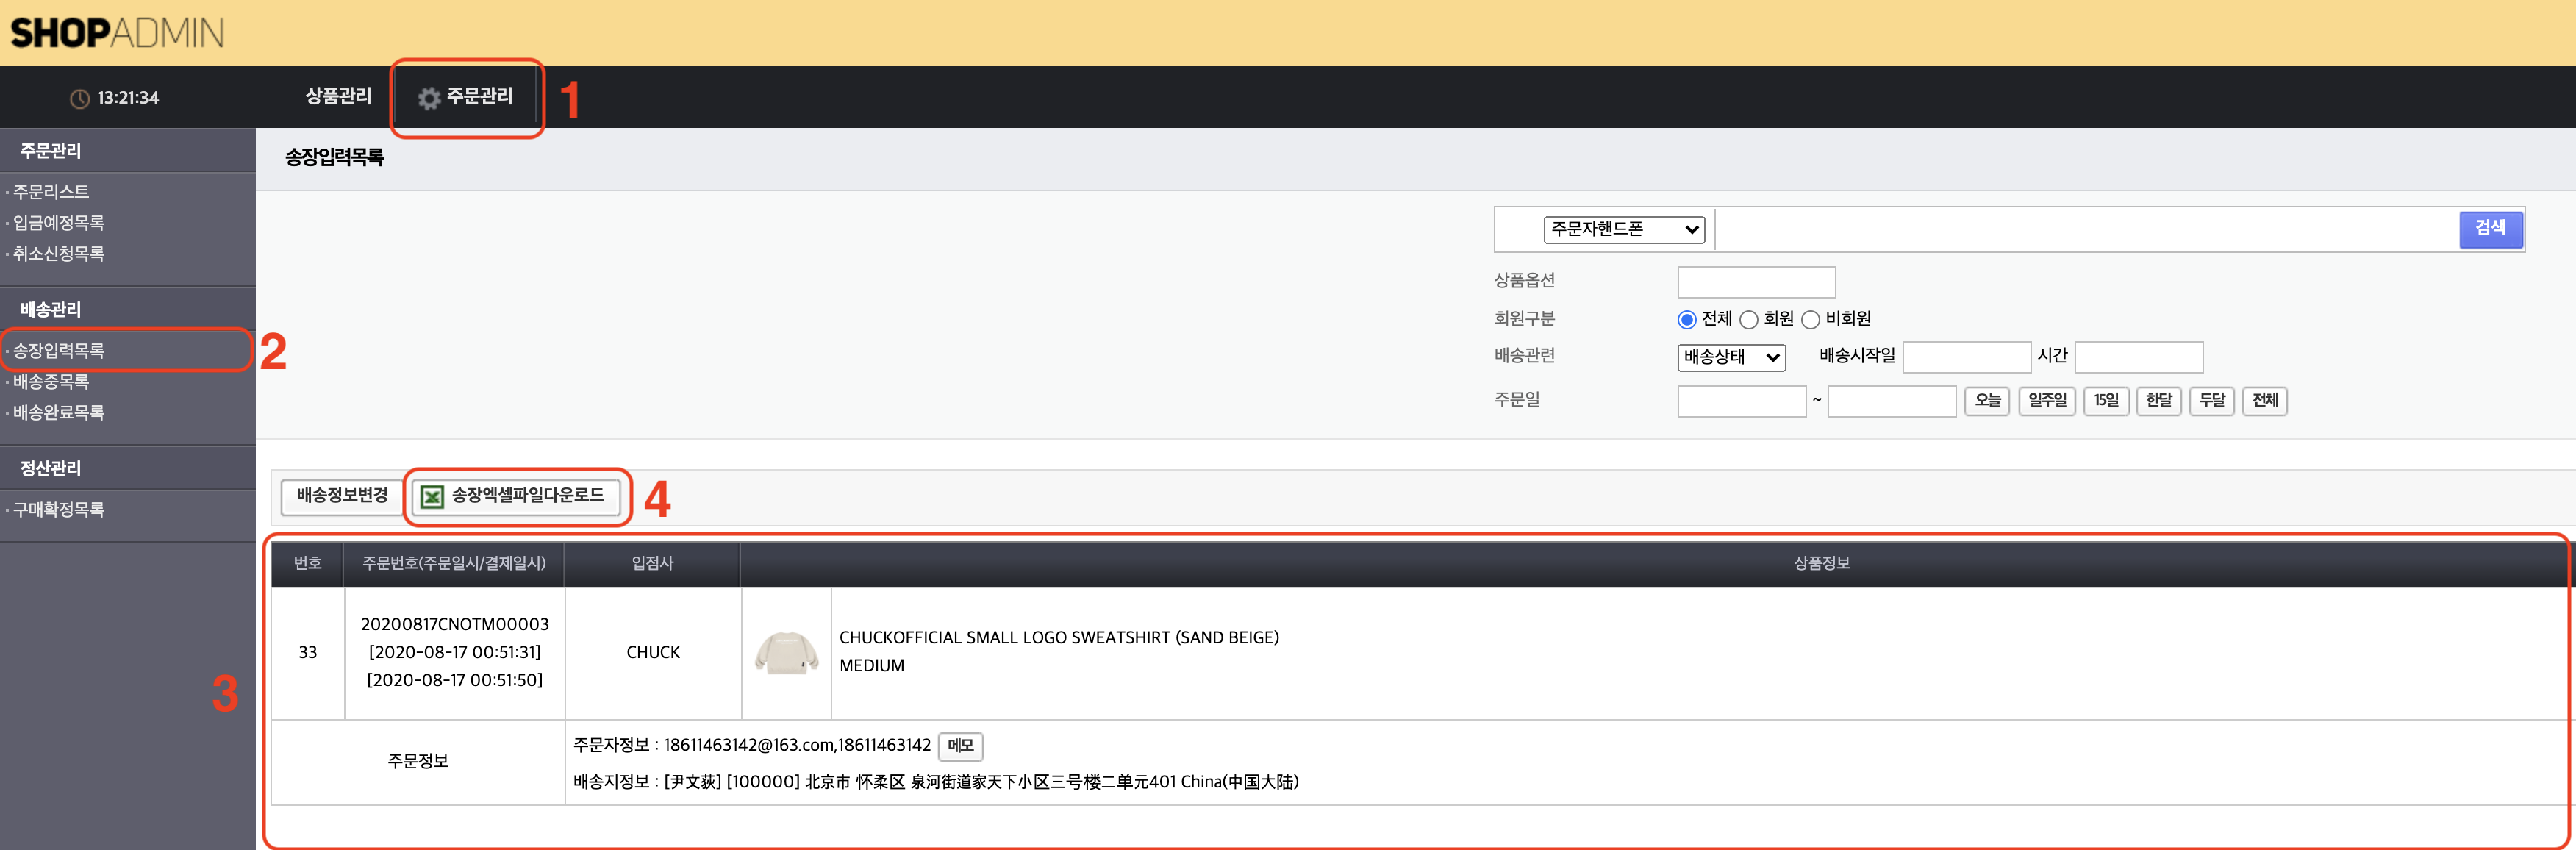 SHOPADMIN
13:21:34
상품관리
주문관리
1
주문관리
· 주문리스트
· 입금예정목록
· 취소신청목록
배송관리
· 송장입력목록
2
· 배송중목록
· 배송완료목록
정산관리
· 구매확정목록
송장입력목록
주문자핸드폰
검색
상품옵션
회원구분 전체 회원 비회원
배송관련 배송상태 배송시작일 시간
주문일 ~ 오늘 일주일 15일 한달 두달 전체
배송정보변경 송장엑셀파일다운로드 4
3
번호 주문번호(주문일시/결제일시) 입점사 상품정보
33
20200817CNOTM00003
[2020-08-17 00:51:31]
[2020-08-17 00:51:50]
CHUCK
CHUCKOFFICIAL SMALL LOGO SWEATSHIRT (SAND BEIGE)
MEDIUM
주문정보
주문자정보 : 18611463142@163.com,18611463142 메모
배송지정보 : [尹文荻] [100000] 北京市 怀柔区 泉河街道家天下小区三号楼二单元401 China(中国大陆)